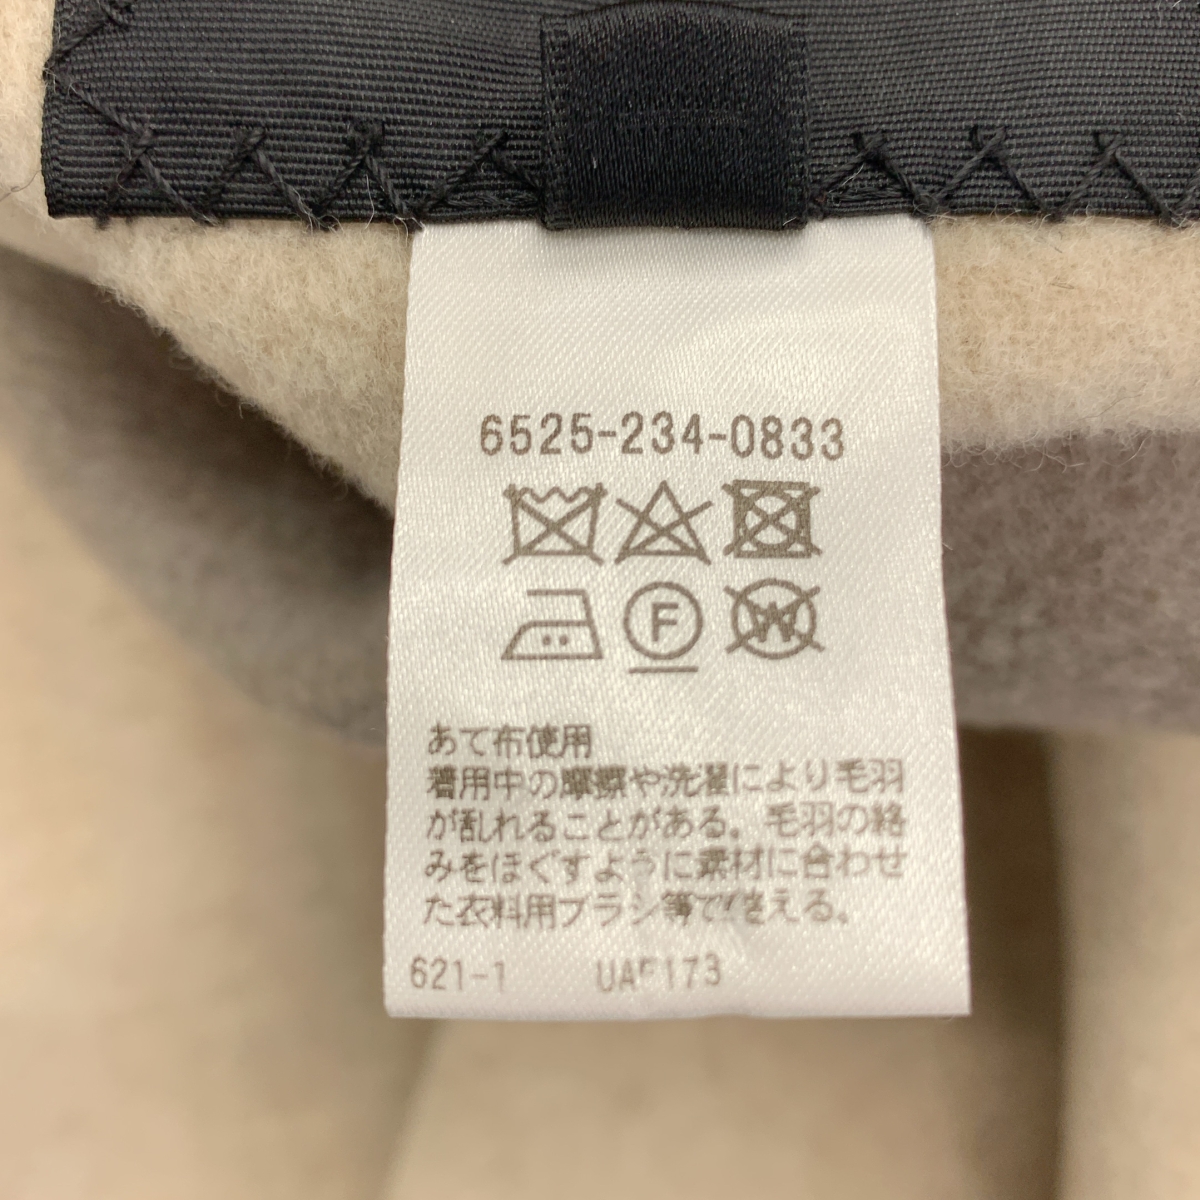 6525-234-0833
F
W
あて布使用
着用中の摩擦や洗濯により毛羽
が乱れることがある。毛羽の絡
みをほぐすように素材に合わせ
た衣料用ブラシ等で整える。
621-1 UAF173